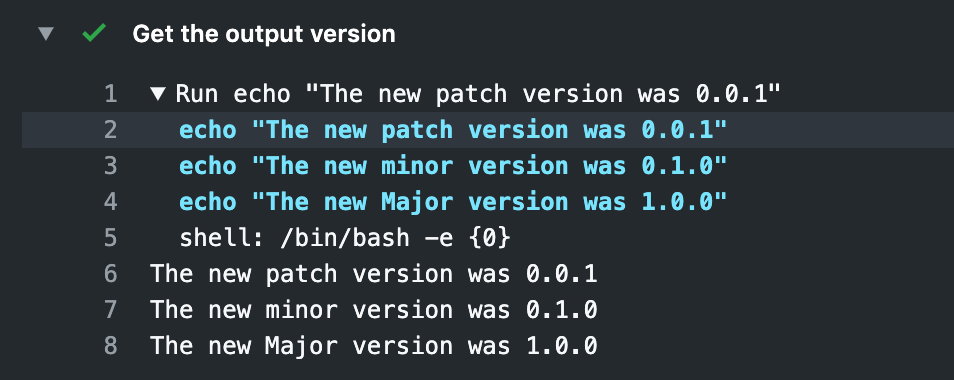 Get the output version
1 Run echo "The new patch version was 0.0.1"
2 echo "The new patch version was 0.0.1"
3 echo "The new minor version was 0.1.0"
4 echo "The new Major version was 1.0.0"
5 shell: /bin/bash -e {0}
6 The new patch version was 0.0.1
7 The new minor version was 0.1.0
8 The new Major version was 1.0.0